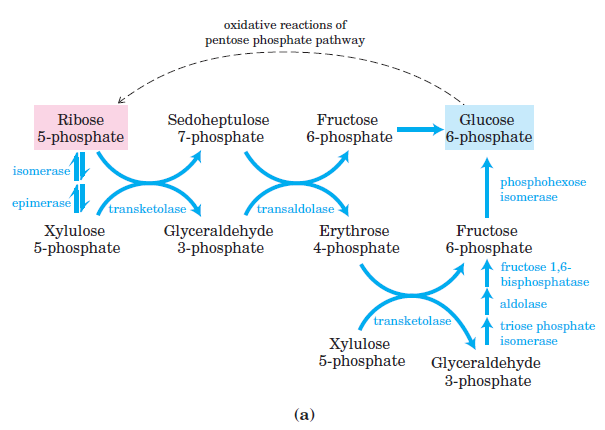 oxidative reactions of
pentose phosphate pathway
Ribose
5-phosphate
Sedoheptulose
7-phosphate
Fructose
6-phosphate
Glucose
6-phosphate
isomerase
epimerase
transketolase
transaldolase
phosphohexose
isomerase
Xylulose
5-phosphate
Glyceraldehyde
3-phosphate
Erythrose
4-phosphate
Fructose
6-phosphate
fructose 1,6-
bisphosphatase
aldolase
triose phosphate
isomerase
transketolase
Xylulose
5-phosphate
Glyceraldehyde
3-phosphate
(a)